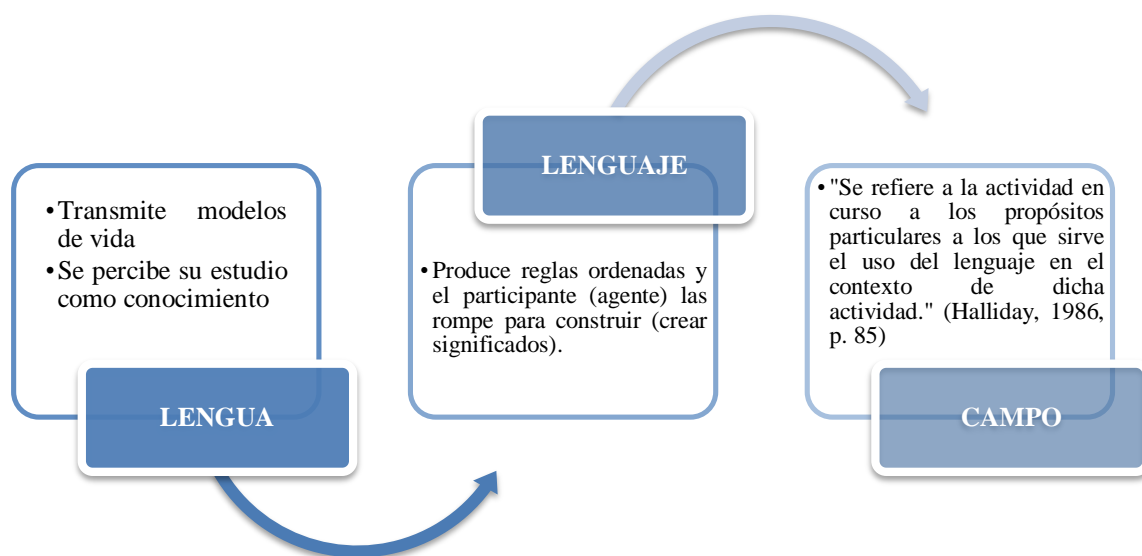 •Transmite modelos
de vida
•Se percibe su estudio
como conocimiento
LENGUA
LENGUAJE
•Produce reglas ordenadas y
el participante (agente) las
rompe para construir (crear
significados).
•"Se refiere a la actividad en
curso a los propósitos
particulares a los que sirve
el uso del lenguaje en el
contexto de dicha
actividad." (Halliday, 1986,
p. 85)
CAMPO